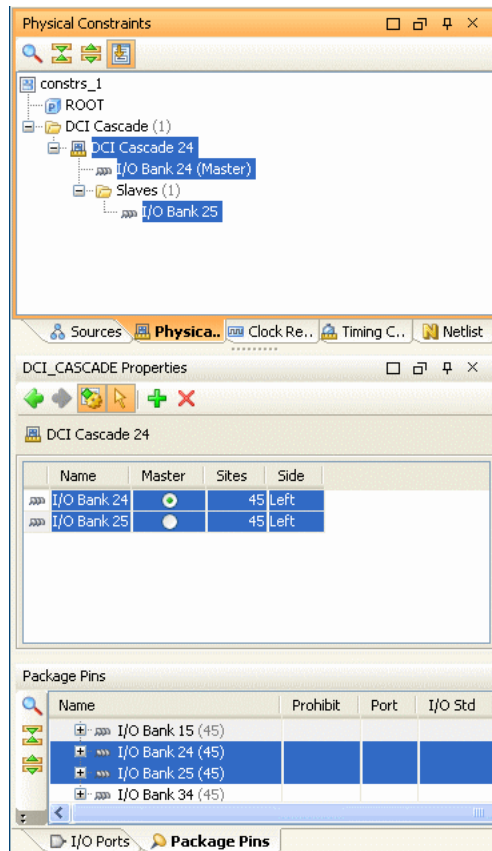 Physical Constraints
constrs_1
ROOT
DCI Cascade (1)
DCI Cascade 24
I/O Bank 24 (Master)
Slaves (1)
I/O Bank 25
Sources Physica.. Clock Re.. Timing C.. Netlist
DCI_CASCADE Properties
DCI Cascade 24
Name Master Sites Side
I/O Bank 24 45 Left
I/O Bank 25 45 Left
Package Pins
Name Prohibit Port I/O Std
I/O Bank 15 (45)
I/O Bank 24 (45)
I/O Bank 25 (45)
I/O Bank 34 (45)
I/O Ports Package Pins